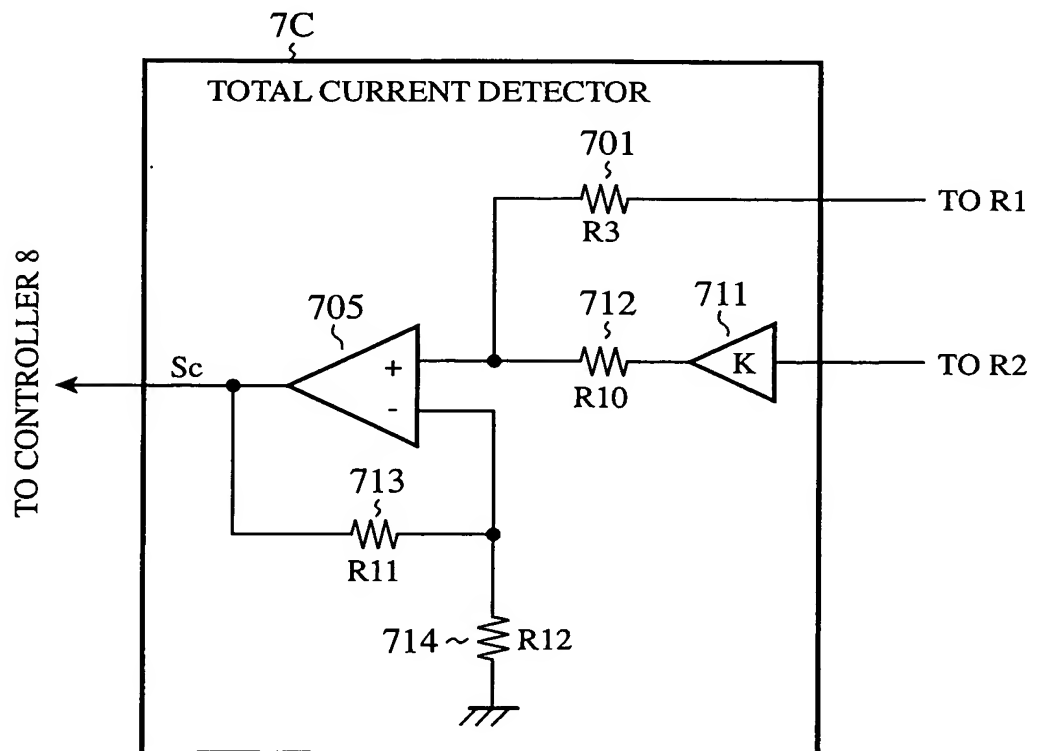 7C
TOTAL CURRENT DETECTOR
701
R3
TO R1
705
712
711
+
K
R10
TO R2
Sc
-
TO CONTROLLER 8
713
R11
714
R12